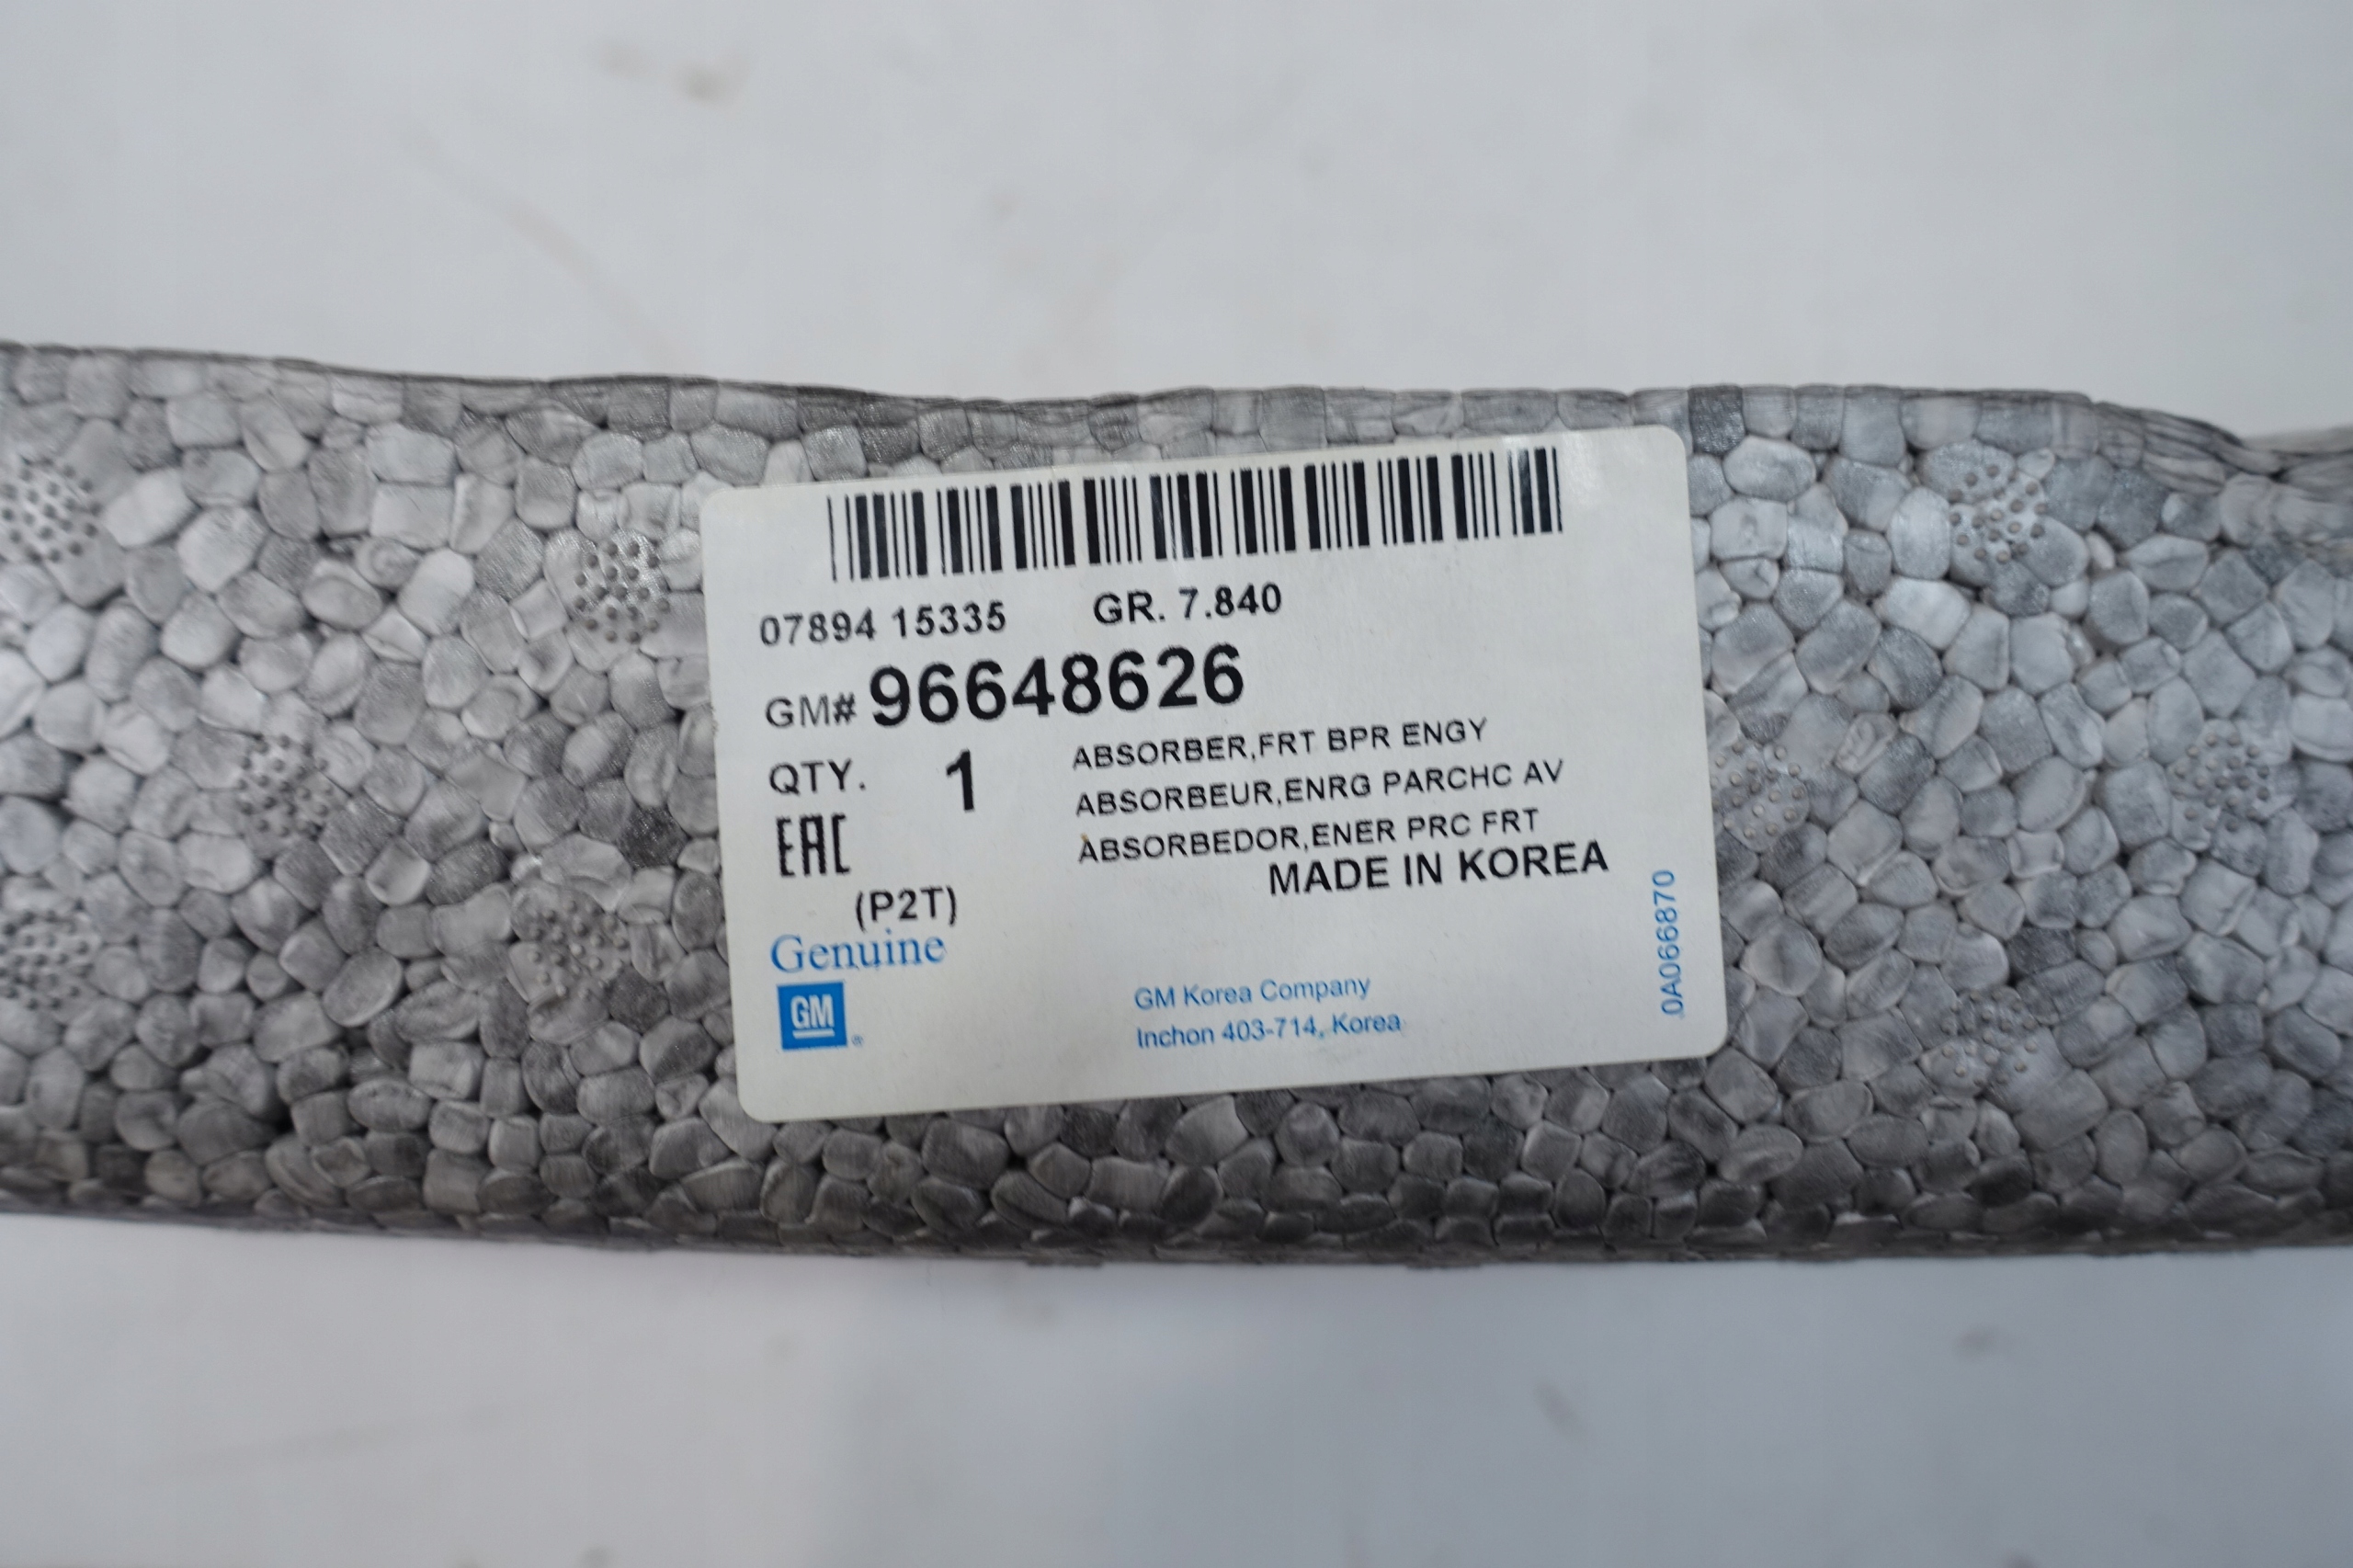 07894 15335 GR. 7.840
GM# 96648626
QTY. 1
ABSORBER,FRT BPR ENGY
ABSORBEUR,ENRG PARCHC AV
ABSORBEDOR,ENER PRC FRT
EAC
MADE IN KOREA
(P2T)
Genuine
GM®
GM Korea Company
Inchon 403-714, Korea
0A066870